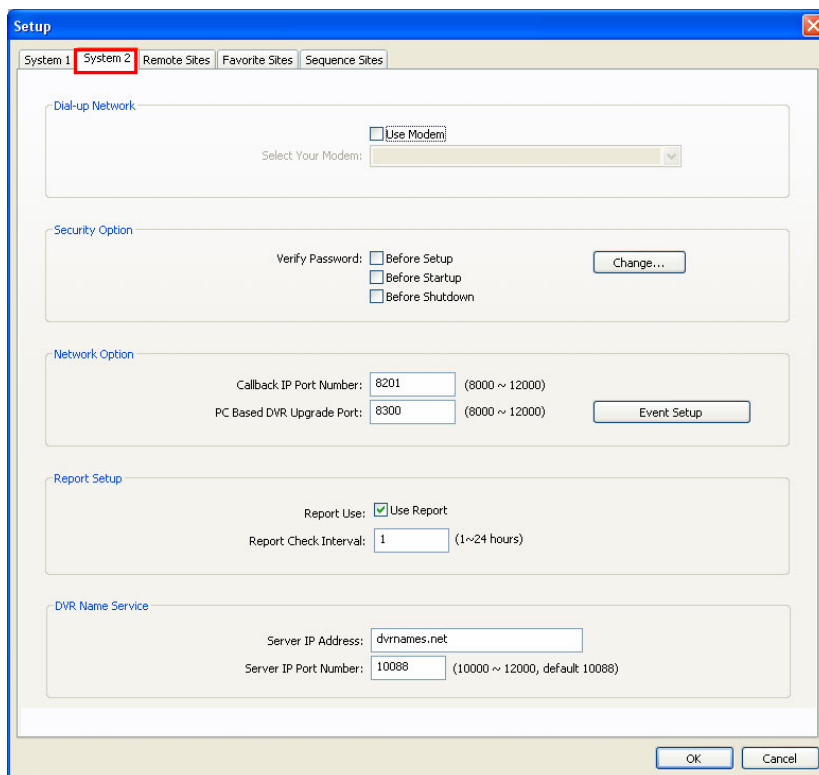 Setup
System 1 System 2 Remote Sites Favorite Sites Sequence Sites
Dial-up Network
Use Modem
Select Your Modem:
Security Option
Verify Password: Before Setup Change...
Before Startup
Before Shutdown
Network Option
Callback IP Port Number: 8201 (8000 ~ 12000)
PC Based DVR Upgrade Port: 8300 (8000 ~ 12000) Event Setup
Report Setup
Report Use: Use Report
Report Check Interval: 1 (1~24 hours)
DVR Name Service
Server IP Address: dvrnames.net
Server IP Port Number: 10088 (10000 ~ 12000, default 10088)
OK Cancel